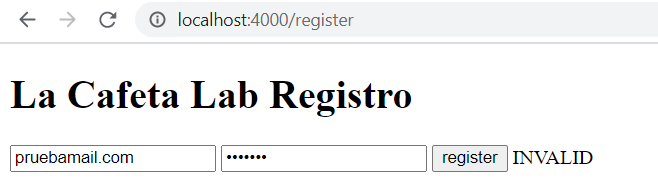 localhost:4000/register
La Cafeta Lab Registro
pruebamail.com ••••••• register INVALID